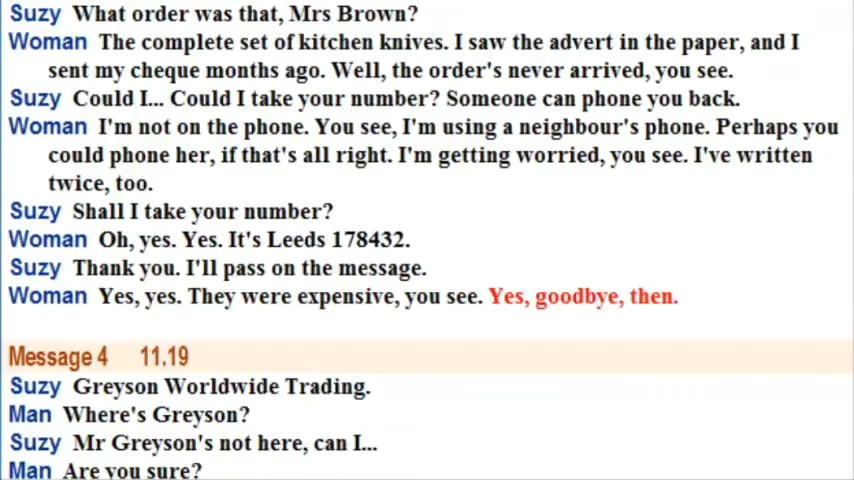 Suzy What order was that, Mrs Brown?
Woman The complete set of kitchen knives. I saw the advert in the paper, and I
sent my cheque months ago. Well, the order's never arrived, you see.
Suzy Could I... Could I take your number? Someone can phone you back.
Woman I'm not on the phone. You see, I'm using a neighbour's phone. Perhaps you
could phone her, if that's all right. I'm getting worried, you see. I've written
twice, too.
Suzy Shall I take your number?
Woman Oh, yes. Yes. It's Leeds 178432.
Suzy Thank you. I'll pass on the message.
Woman Yes, yes. They were expensive, you see. Yes, goodbye, then.
Message 4 11.19
Suzy Greyson Worldwide Trading.
Man Where's Greyson?
Suzy Mr Greyson's not here, can I...
Man Are you sure?